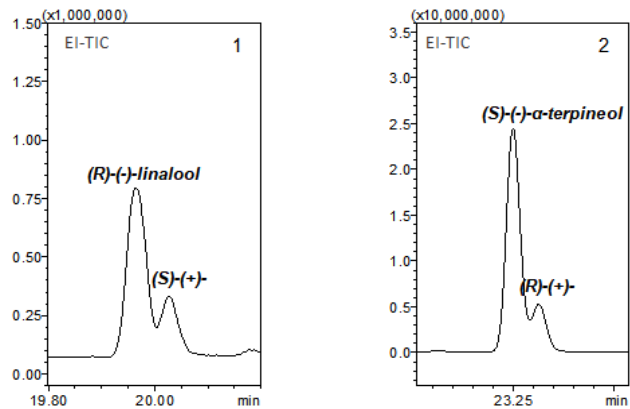 (x1,000,000)
1.50
EI-TIC
1
1.25
1.00
(R)-(-)-linalool
0.75
0.50
(S)-(+)-
0.25
0.00
19.80
20.00
min
(x10,000,000)
3.5
EI-TIC
2
3.0
(S)-(-)-α-terpineol
2.5
2.0
1.5
1.0
(R)-(+)-
0.5
0.0
23.25
min